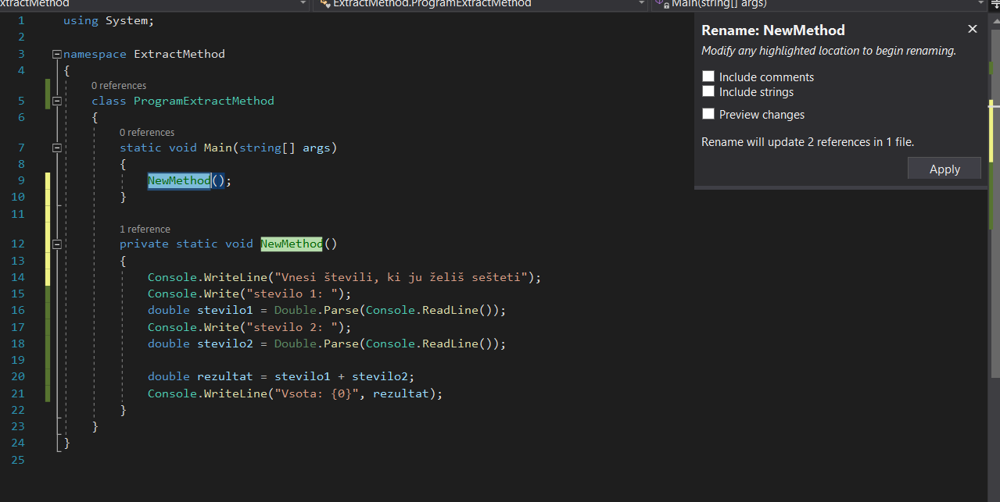 xtractMethod
ExtractMethod.ProgramExtractMethod
Main(string[] args)
Rename: NewMethod
Modify any highlighted location to begin renaming.
Include comments
Include strings
Preview changes
Rename will update 2 references in 1 file.
Apply
1 using System;
2
3 namespace ExtractMethod
4 {
0 references
5 class ProgramExtractMethod
6 {
0 references
7 static void Main(string[] args)
8 {
9 NewMethod();
10 }
11
1 reference
12 private static void NewMethod()
13 {
14 Console.WriteLine("Vnesi števili, ki ju želiš sešteti");
15 Console.Write("stevilo 1: ");
16 double stevilo1 = Double.Parse(Console.ReadLine());
17 Console.Write("stevilo 2: ");
18 double stevilo2 = Double.Parse(Console.ReadLine());
19
20 double rezultat = stevilo1 + stevilo2;
21 Console.WriteLine("Vsota: {0}", rezultat);
22 }
23 }
24 }
25